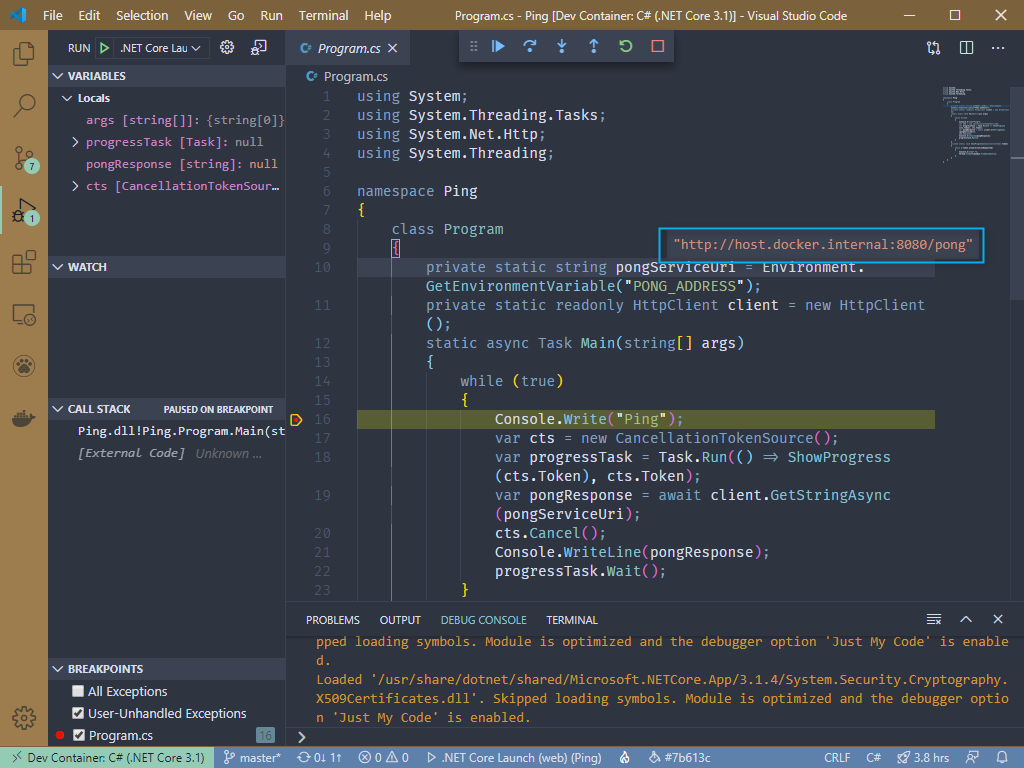 File Edit Selection View Go Run Terminal Help Program.cs - Ping [Dev Container: C# (.NET Core 3.1)] - Visual Studio Code
RUN .NET Core Lau
Program.cs
VARIABLES
Locals
args [string[]]: {string[0]}
progressTask [Task]: null
pongResponse [string]: null
cts [CancellationTokenSour...
7
1
WATCH
CALL STACK PAUSED ON BREAKPOINT
Ping.dll!Ping.Program.Main(st
[External Code] Unknown ...
BREAKPOINTS
All Exceptions
User-Unhandled Exceptions
Program.cs 16
C# Program.cs
1 using System;
2 using System.Threading.Tasks;
3 using System.Net.Http;
4 using System.Threading;
5
6 namespace Ping
7 {
8 class Program
"http://host.docker.internal:8080/pong"
9 {
10 private static string pongServiceUri = Environment.
GetEnvironmentVariable("PONG_ADDRESS");
11 private static readonly HttpClient client = new HttpClient
();
12 static async Task Main(string[] args)
13 {
14 while (true)
15 {
16 Console.Write("Ping");
17 var cts = new CancellationTokenSource();
18 var progressTask = Task.Run(() ⇒ ShowProgress
(cts.Token), cts.Token);
19 var pongResponse = await client.GetStringAsync
(pongServiceUri);
20 cts.Cancel();
21 Console.WriteLine(pongResponse);
22 progressTask.Wait();
23 }
PROBLEMS OUTPUT DEBUG CONSOLE TERMINAL
pped loading symbols. Module is optimized and the debugger option 'Just My Code' is enable
d.
Loaded '/usr/share/dotnet/shared/Microsoft.NETCore.App/3.1.4/System.Security.Cryptography.
X509Certificates.dll'. Skipped loading symbols. Module is optimized and the debugger optio
n 'Just My Code' is enabled.
Dev Container: C# (.NET Core 3.1) master* 0↓ 1↑ 0 0 .NET Core Launch (web) (Ping) #7b613c CRLF C# 3.8 hrs